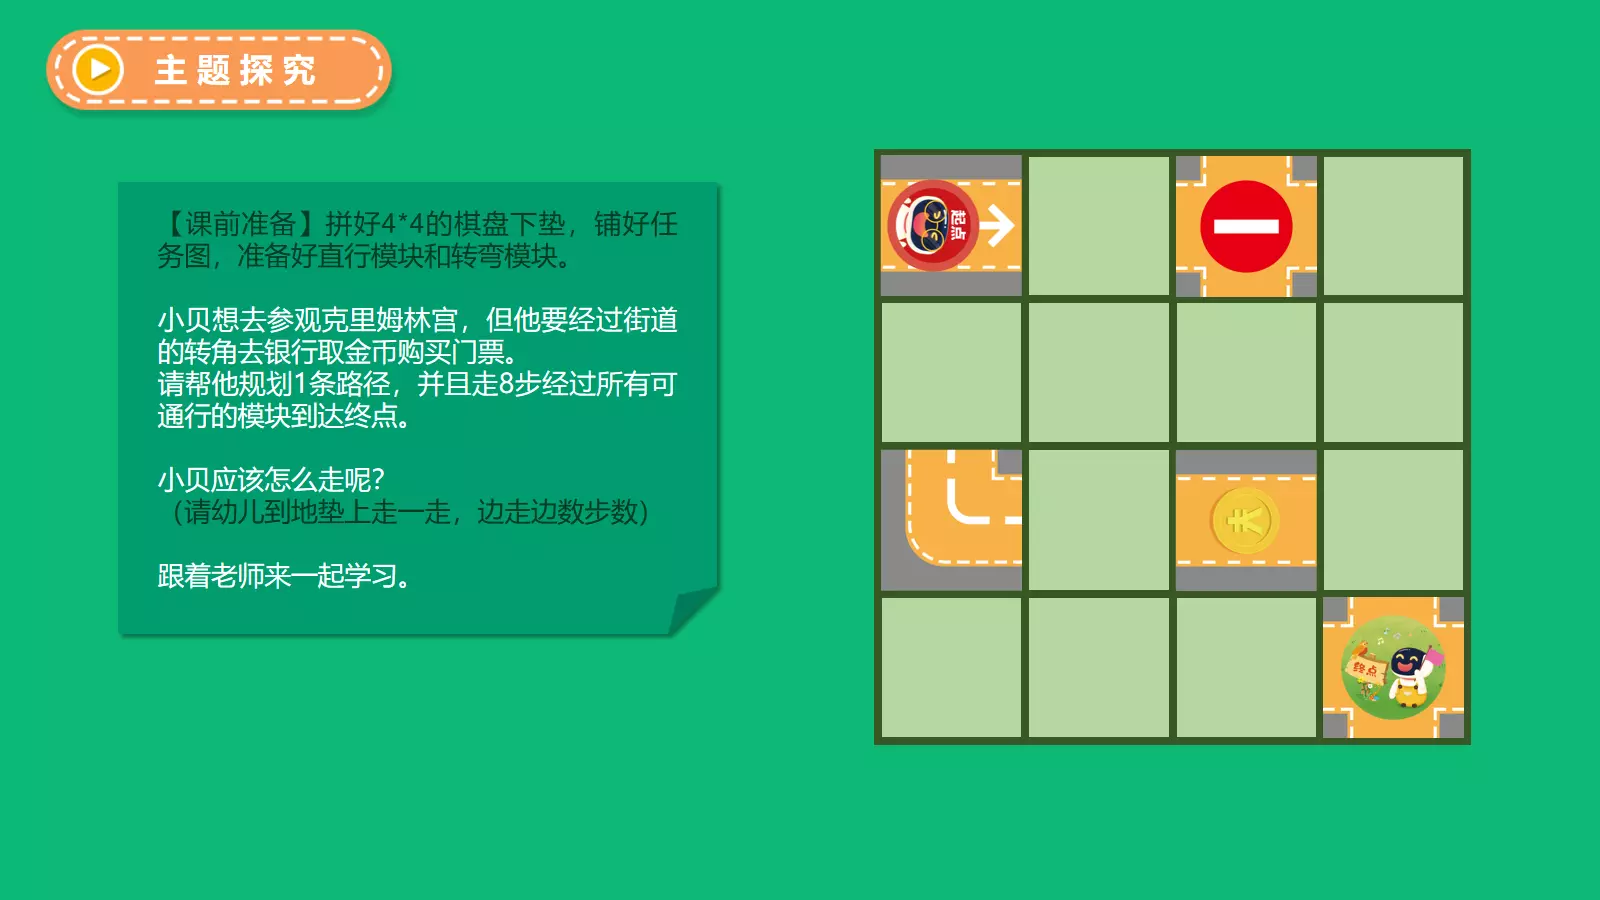 主题探究
【课前准备】拼好4*4的棋盘下垫，铺好任
务图，准备好直行模块和转弯模块。
小贝想去参观克里姆林宫，但他要经过街道
的转角去银行取金币购买门票。
请帮他规划1条路径，并且走8步经过所有可
通行的模块到达终点。
小贝应该怎么走呢？
（请幼儿到地垫上走一走，边走边数步数）
跟着老师来一起学习。
起点
终点